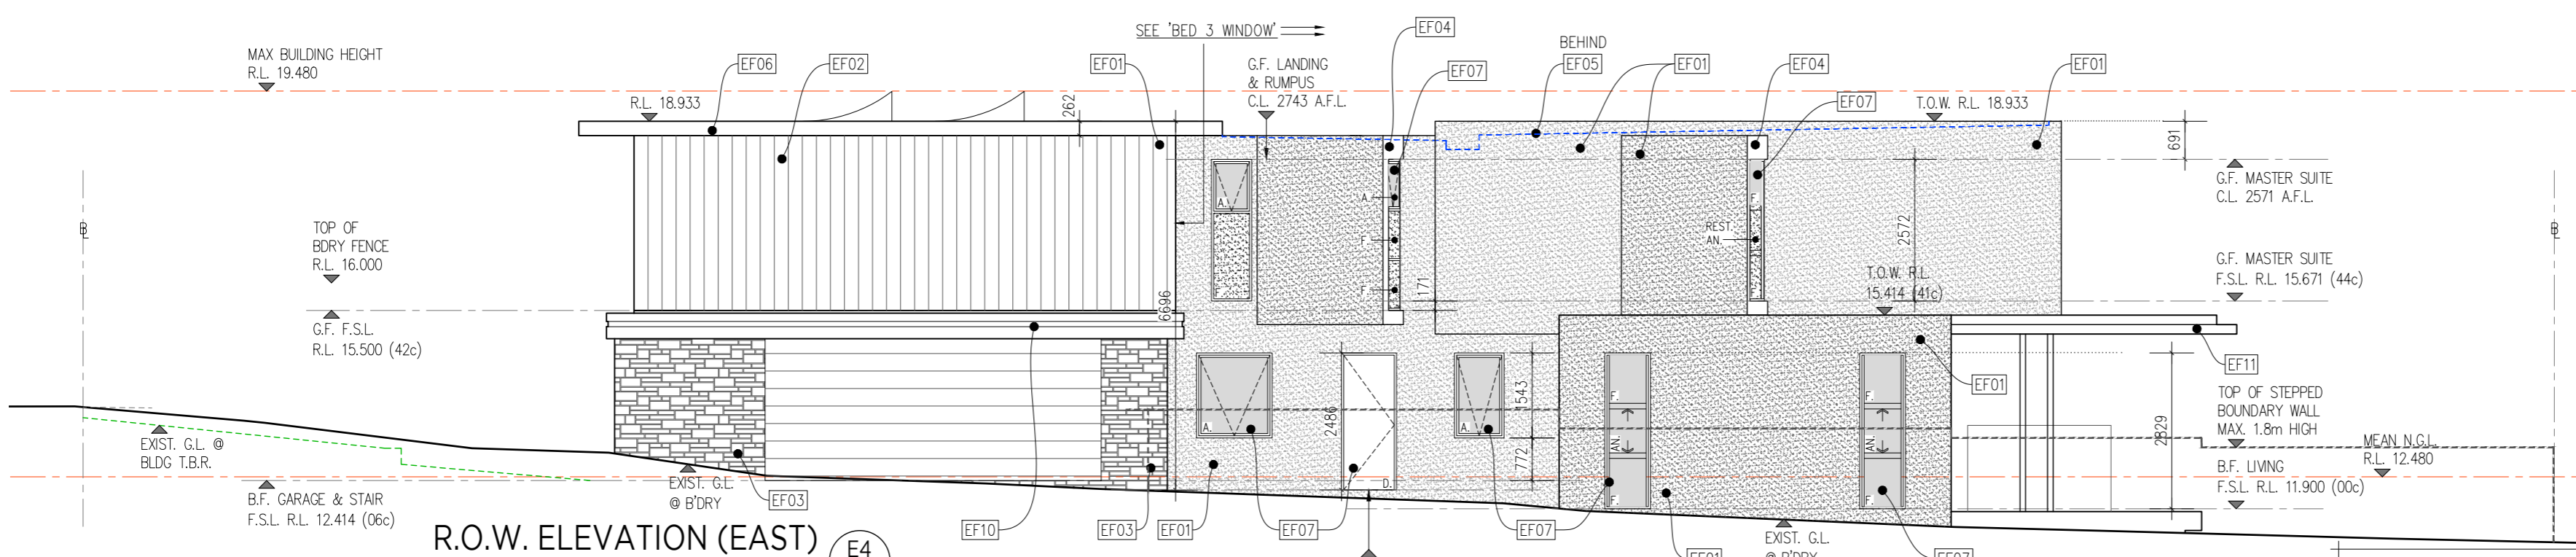 SEE 'BED 3 WINDOW'
EF04
MAX BUILDING HEIGHT
R.L. 19.480
EF06
EF02
EF01
G.F. LANDING
& RUMPUS
C.L. 2743 A.F.L.
EF07
BEHIND
EF05
EF01
EF04
EF07
EF01
R.L. 18.933
262
T.O.W. R.L. 18.933
691
G.F. MASTER SUITE
C.L. 2571 A.F.L.
A.
A.
F.
F.
F.
F.
REST.
AN.
F.
2572
TOP OF
BDRY FENCE
R.L. 16.000
B
L
B
L
G.F. MASTER SUITE
F.S.L. R.L. 15.671 (44c)
T.O.W. R.L.
15.414 (41c)
171
6696
G.F. F.S.L.
R.L. 15.500 (42c)
EF11
EF01
TOP OF STEPPED
BOUNDARY WALL
MAX. 1.8m HIGH
MEAN N.G.L.
R.L. 12.480
B.F. LIVING
F.S.L. R.L. 11.900 (00c)
A.
2486
D.
A.
1543
772
F.
AN.
F.
F.
AN.
F.
2829
EXIST. G.L. @
BLDG T.B.R.
B.F. GARAGE & STAIR
F.S.L. R.L. 12.414 (06c)
EXIST. G.L.
@ B'DRY
EF03
EF10
EF03
EF01
EF07
EF07
EF01
EXIST. G.L.
@ B'DRY
EF07
R.O.W. ELEVATION (EAST)
E4